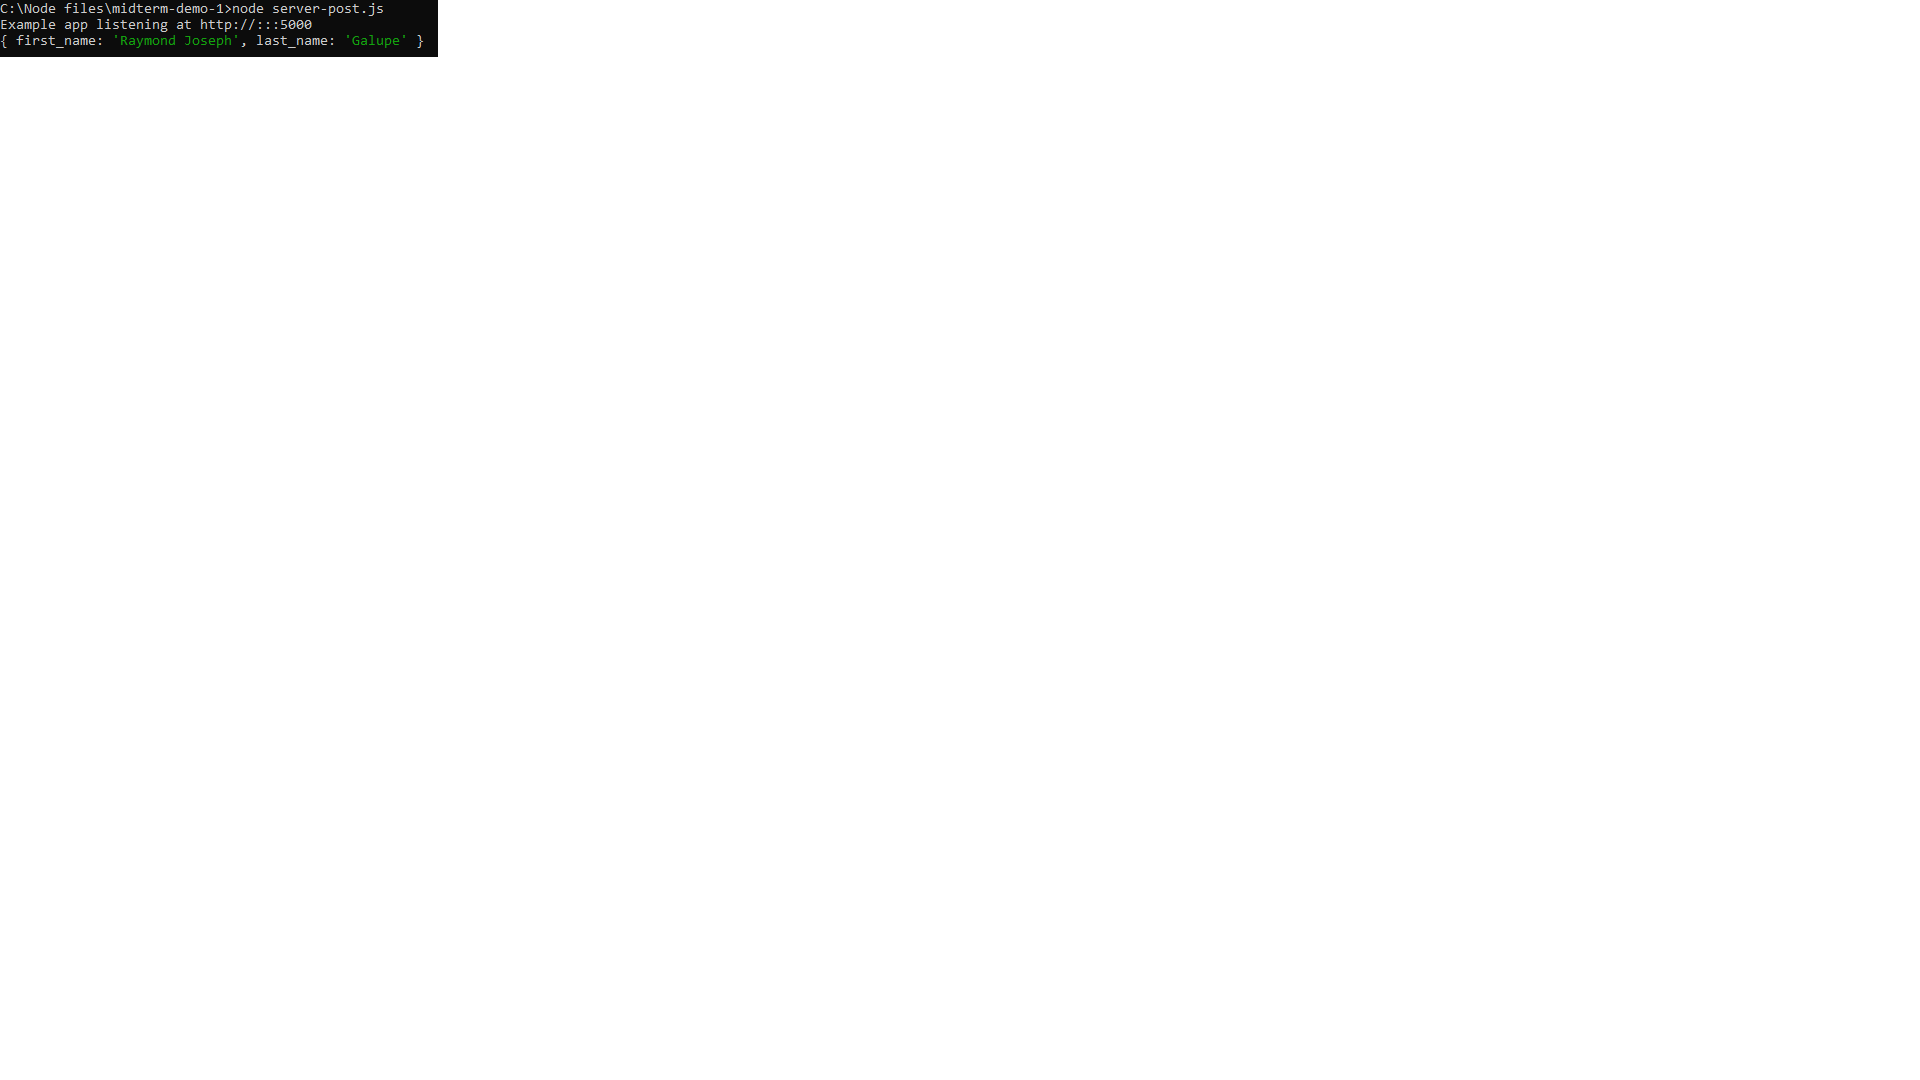 C:\Node files\midterm-demo-1>node server-post.js
Example app listening at http://:::5000
{ first_name: 'Raymond Joseph', last_name: 'Galupe' }